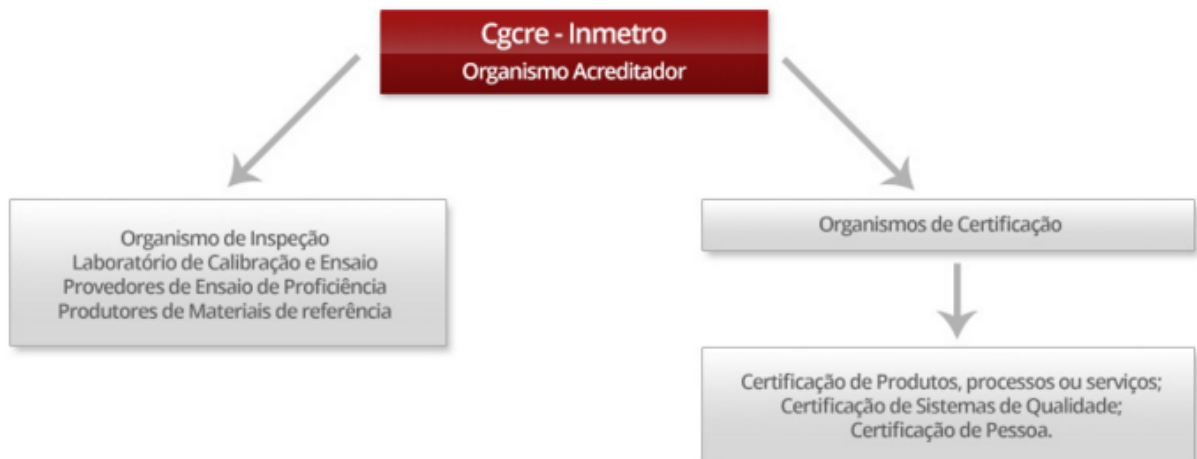 Cgcre - Inmetro
Organismo Acreditador
Organismo de Inspeção
Laboratório de Calibração e Ensaio
Provedores de Ensaio de Proficiência
Produtores de Materiais de referência
Organismos de Certificação
Certificação de Produtos, processos ou serviços;
Certificação de Sistemas de Qualidade;
Certificação de Pessoa.